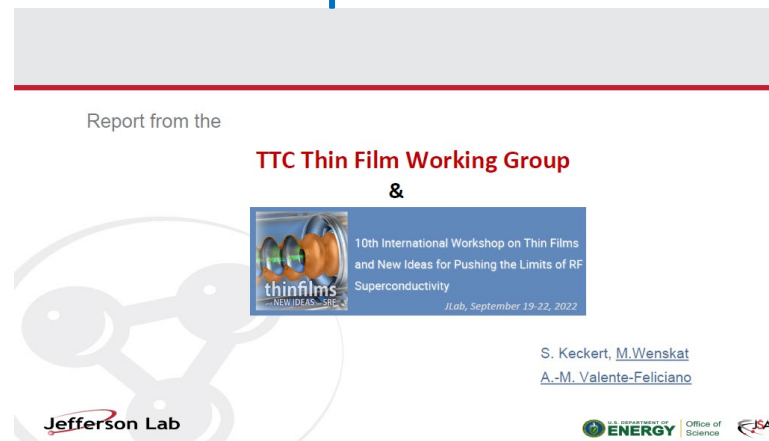 Report from the
TTC Thin Film Working Group
&
10th International Workshop on Thin Films
and New Ideas for Pushing the Limits of RF
Superconductivity
JLab, September 19-22, 2022
thinfilms
NEW IDEAS for SRF
S. Keckert, M.Wenskat
A.-M. Valente-Feliciano
Jefferson Lab
U.S. DEPARTMENT OF
ENERGY
Office of
Science
JSA